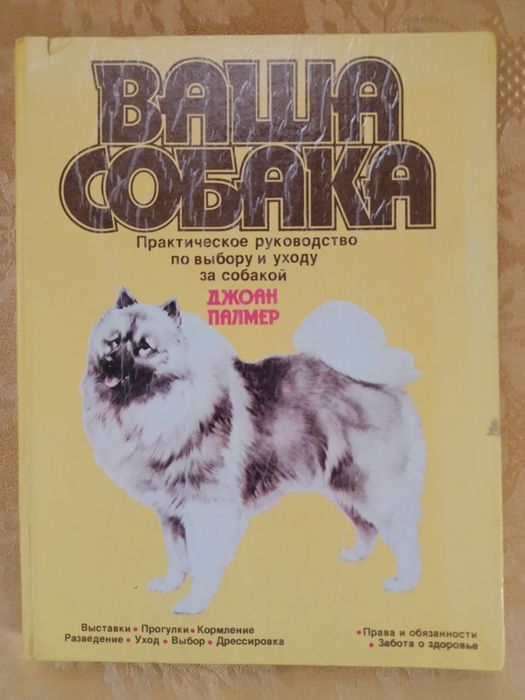 ВАША
СОБАКА
Практическое руководство
по выбору и уходу
за собакой
ДЖОАН
ПАЛМЕР
Выставки • Прогулки • Кормление
Разведение • Уход • Выбор • Дрессировка
• Права и обязанности
• Забота о здоровье